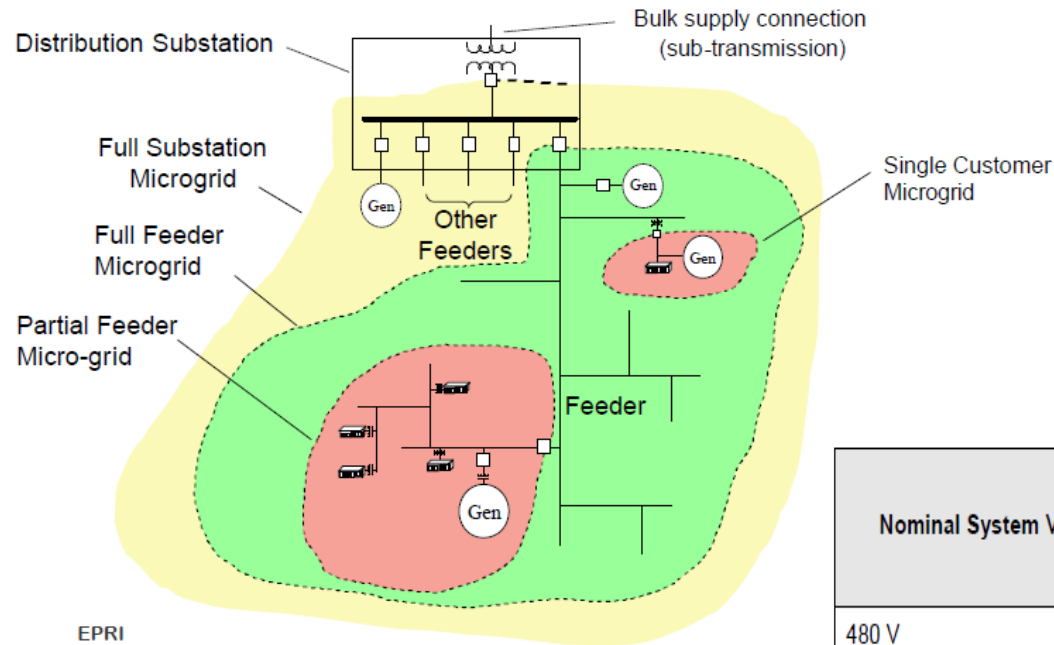 Bulk supply connection
(sub-transmission)
Distribution Substation
Full Substation
Microgrid
Single Customer
Microgrid
Gen
Gen
Other
Feeders
Full Feeder
Microgrid
Gen
Partial Feeder
Micro-grid
Feeder
Gen
Nominal System V
EPRI
480 V